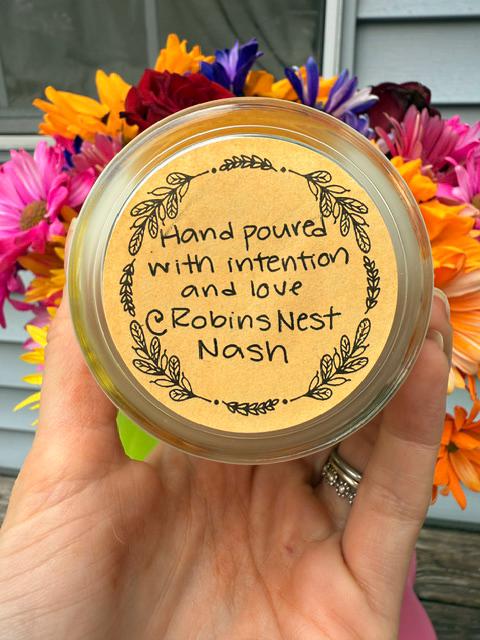 Hand poured
with intention
and love
@RobinsNest
Nash